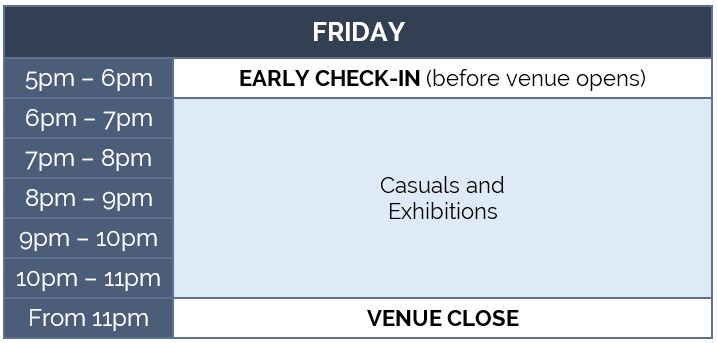 FRIDAY
5pm – 6pm
EARLY CHECK-IN (before venue opens)
6pm – 7pm
7pm – 8pm
8pm – 9pm
9pm – 10pm
10pm – 11pm
Casuals and
Exhibitions
From 11pm
VENUE CLOSE